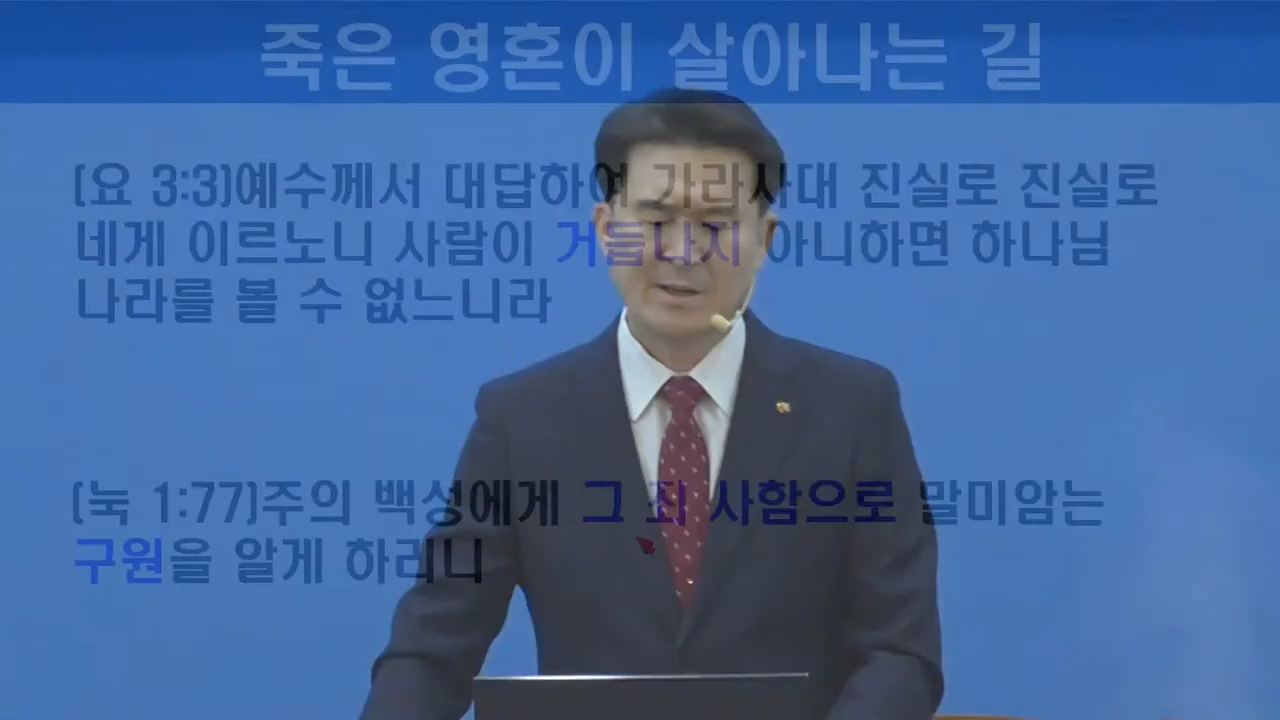 죽은 영혼이 살아나는 길
(요 3:3)예수께서 대답하여 가라사대 진실로 진실로
네게 이르노니 사람이 거듭나지 아니하면 하나님
나라를 볼 수 없느니라
(눅 1:77)주의 백성에게 그 죄 사함으로 말미암는
구원을 알게 하려니